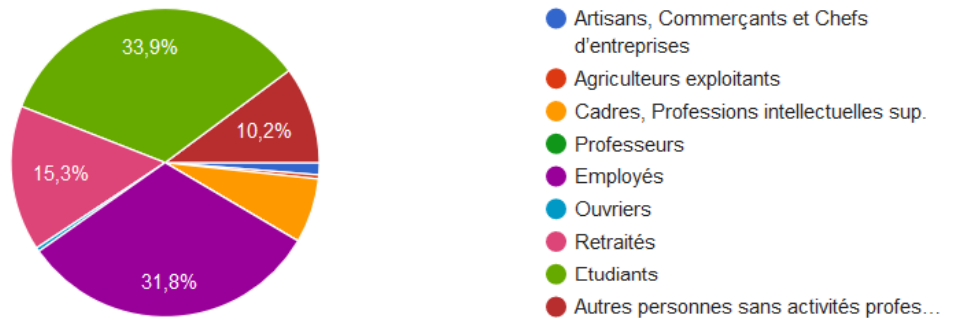 33,9%
10,2%
15,3%
31,8%
Artisans, Commerçants et Chefs
d'entreprises
Agriculteurs exploitants
Cadres, Professions intellectuelles sup.
Professeurs
Employés
Ouvriers
Retraités
Etudiants
Autres personnes sans activités profes…